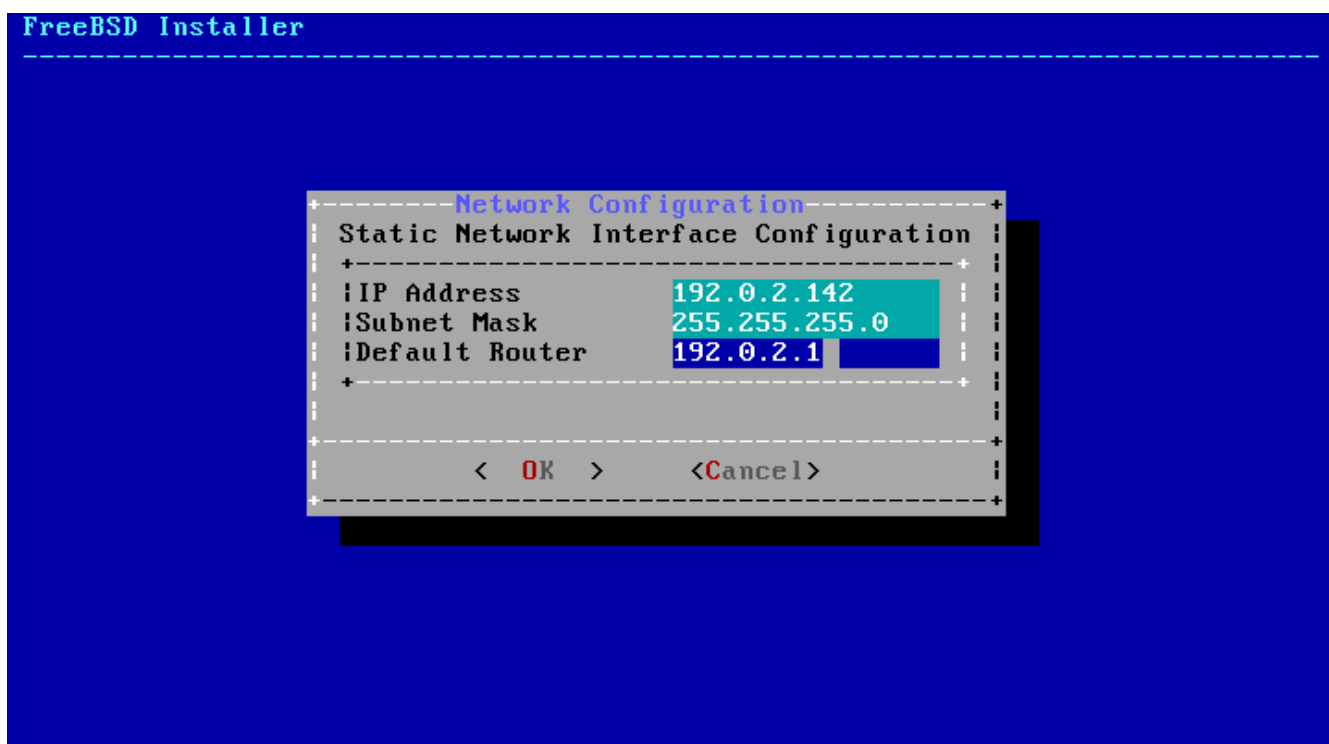 FreeBSD Installer
Network Configuration
Static Network Interface Configuration
IP Address 192.0.2.142
Subnet Mask 255.255.255.0
Default Router 192.0.2.1
< OK > <Cancel>